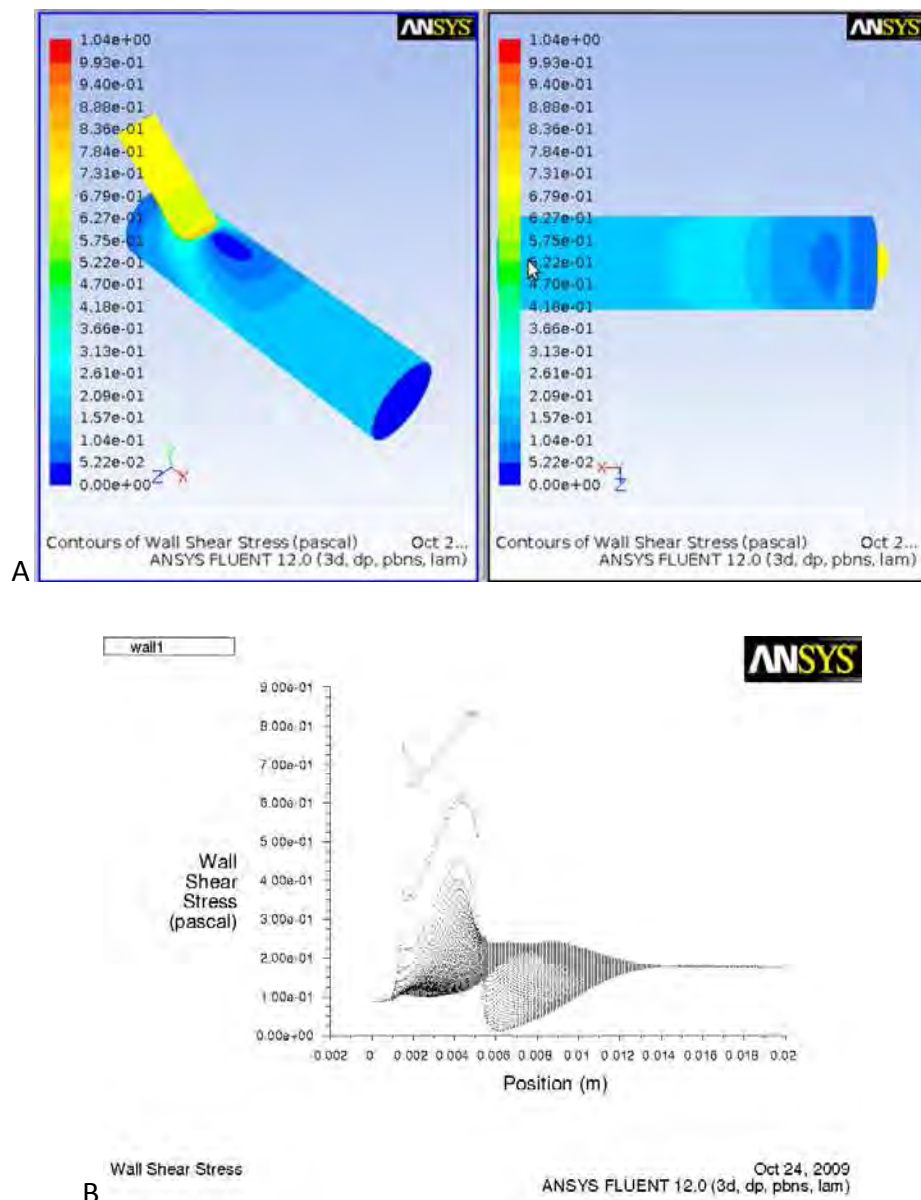 ANSYS
1.04e+00
9.93e-01
9.40e-01
8.88e-01
8.36e-01
7.84e-01
7.31e-01
6.79e-01
6.27e-01
5.75e-01
5.22e-01
4.70e-01
4.18e-01
3.66e-01
3.13e-01
2.61e-01
2.09e-01
1.57e-01
1.04e-01
5.22e-02
0.00e+00
Y
Z
X
Contours of Wall Shear Stress (pascal) Oct 2...
ANSYS FLUENT 12.0 (3d, dp, pbns, lam)
ANSYS
1.04e+00
9.93e-01
9.40e-01
8.88e-01
8.36e-01
7.84e-01
7.31e-01
6.79e-01
6.27e-01
5.75e-01
5.22e-01
4.70e-01
4.18e-01
3.66e-01
3.13e-01
2.61e-01
2.09e-01
1.57e-01
1.04e-01
5.22e-02
0.00e+00
X
Z
Contours of Wall Shear Stress (pascal) Oct 2...
ANSYS FLUENT 12.0 (3d, dp, pbns, lam)
A
wall1
ANSYS
9.00e-01
8.00e-01
7.00e-01
6.00e-01
5.00e-01
4.00e-01
3.00e-01
2.00e-01
1.00e-01
0.00e+00
Wall
Shear
Stress
(pascal)
-0.002 0 0.002 0.004 0.006 0.008 0.01 0.012 0.014 0.016 0.018 0.02
Position (m)
Wall Shear Stress
Oct 24, 2009
ANSYS FLUENT 12.0 (3d, dp, pbns, lam)
B